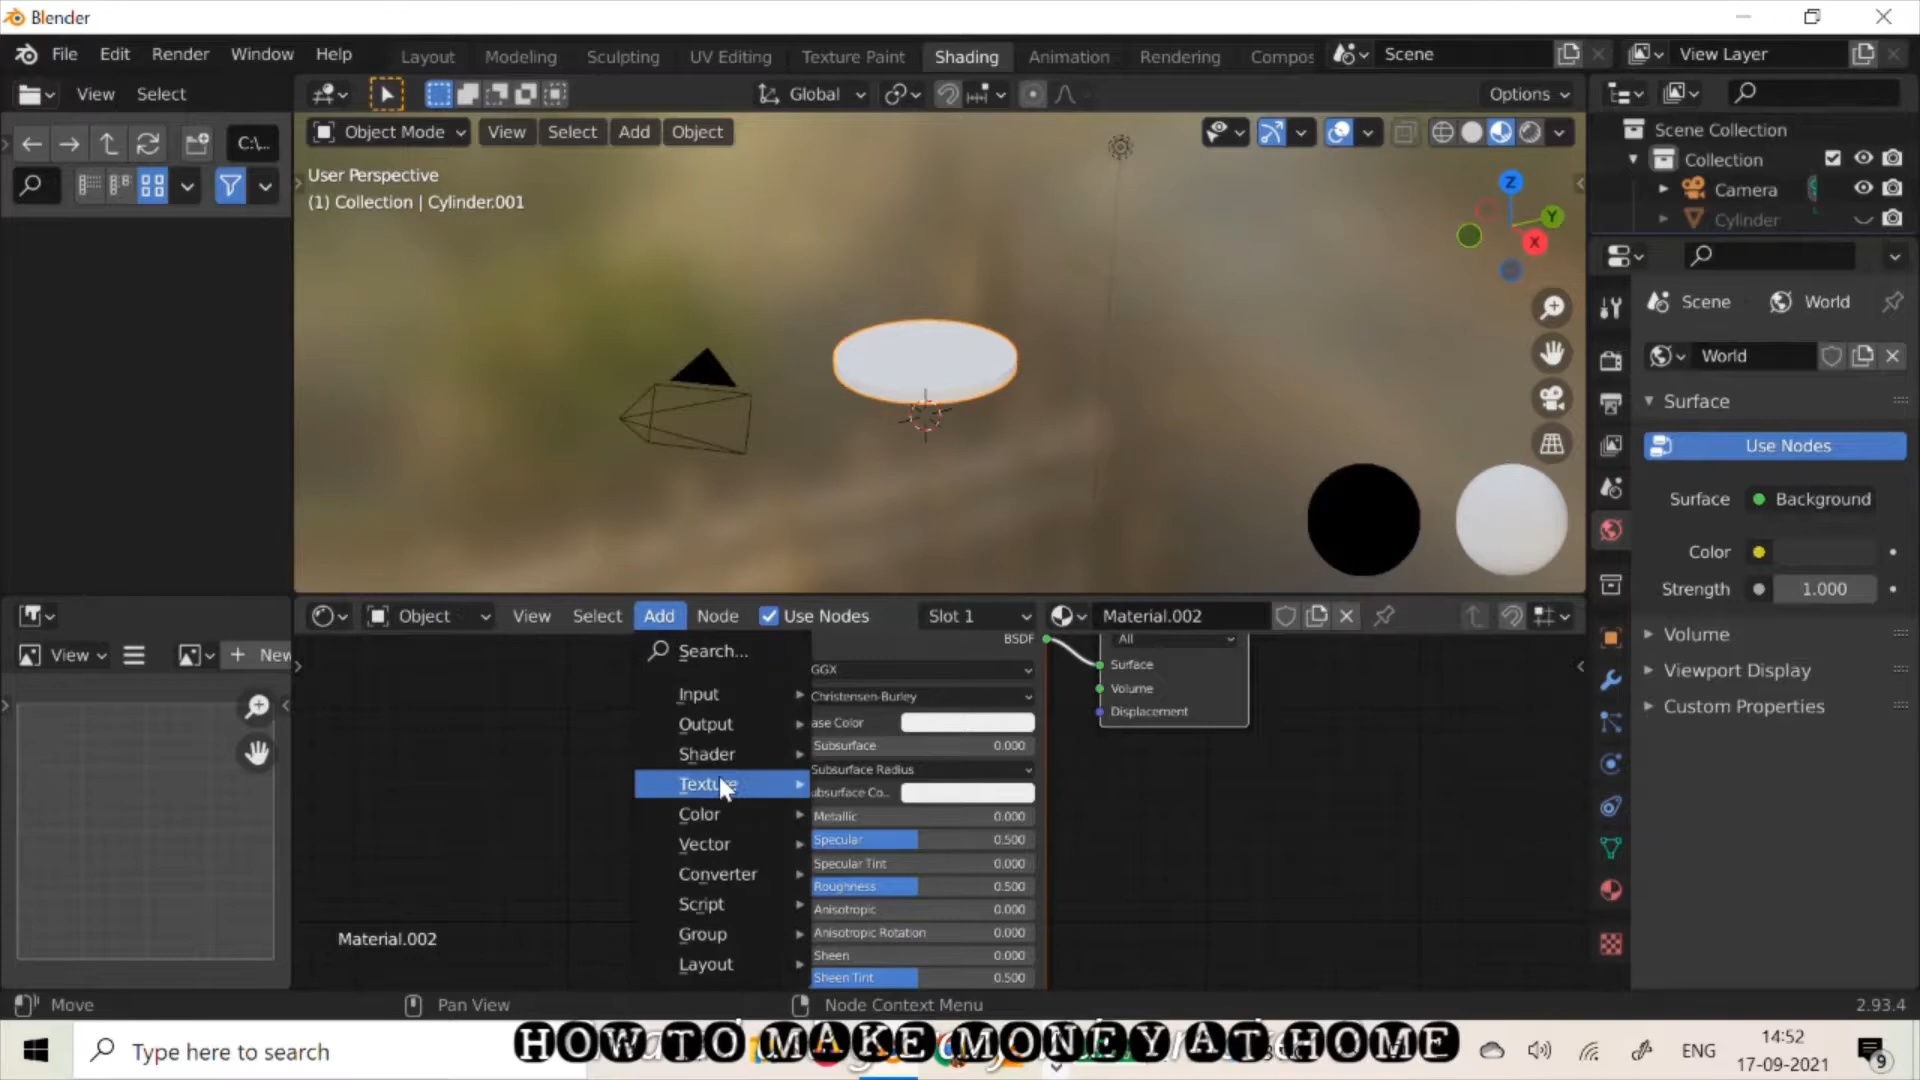 Blender
File Edit Render Window Help Layout Modeling Sculpting UV Editing Texture Paint Shading Animation Rendering Compos Scene View Layer
View Select Global Options
Object Mode View Select Add Object
C:\...
User Perspective
(1) Collection | Cylinder.001
Z
Y
X
Scene Collection
Collection
Camera
Cylinder
Scene World
World
Surface
Use Nodes
Surface Background
Color
Strength 1.000
Volume
Viewport Display
Custom Properties
Object View Select Add Node Use Nodes Slot 1 Material.002
View New
Search...
Input
Output
Shader
Texture
Color
Vector
Converter
Script
Group
Layout
BSDF
GGX
Christensen-Burley
ase Color
Subsurface 0.000
Subsurface Radius
ubsurface Co..
Metallic 0.000
Specular 0.500
Specular Tint 0.000
Roughness 0.500
Anisotropic 0.000
Anisotropic Rotation 0.000
Sheen 0.000
Sheen Tint 0.500
All
Surface
Volume
Displacement
Material.002
Move Pan View Node Context Menu 2.93.4
Type here to search
HOW TO MAKE MONEY AT HOME
ENG
14:52
17-09-2021
9